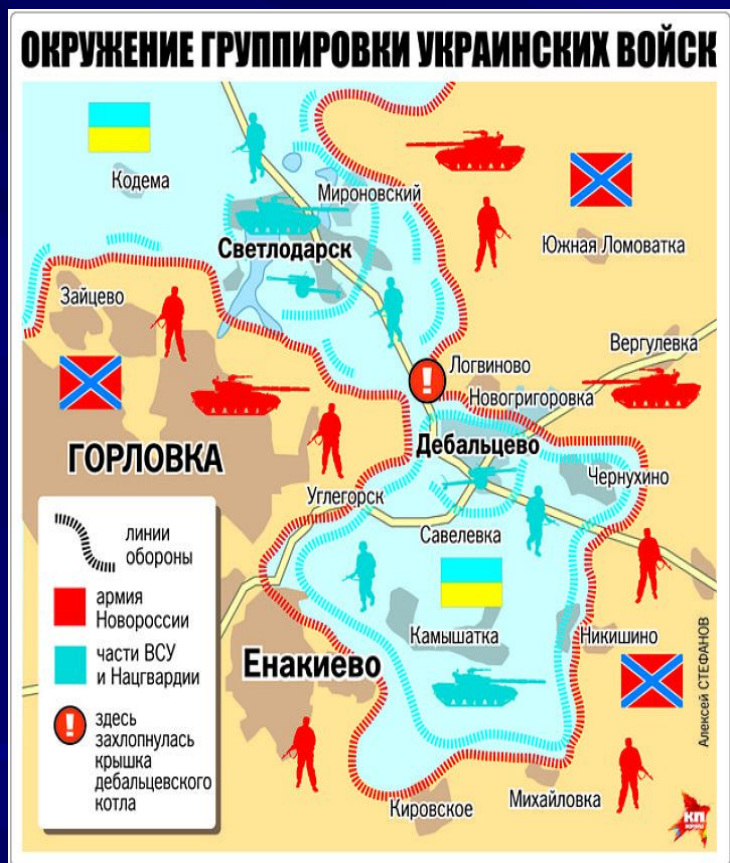 ОКРУЖЕНИЕ ГРУППИРОВКИ УКРАИНСКИХ ВОЙСК
Кодема
Мироновский
Светлодарск
Южная Ломоватка
Зайцево
Вергулевка
Логвиново
!
Новогригоровка
Дебальцево
ГОРЛОВКА
Чернухино
Углегорск
Савелевка
линии
обороны
армия
Новороссии
Камышатка
Никишино
части ВСУ
и Нацгвардии
Енакиево
!
здесь
захлопнулась
крышка
дебальцевского
котла
Кировское
Михайловка
Алексей СТЕФАНОВ
КП